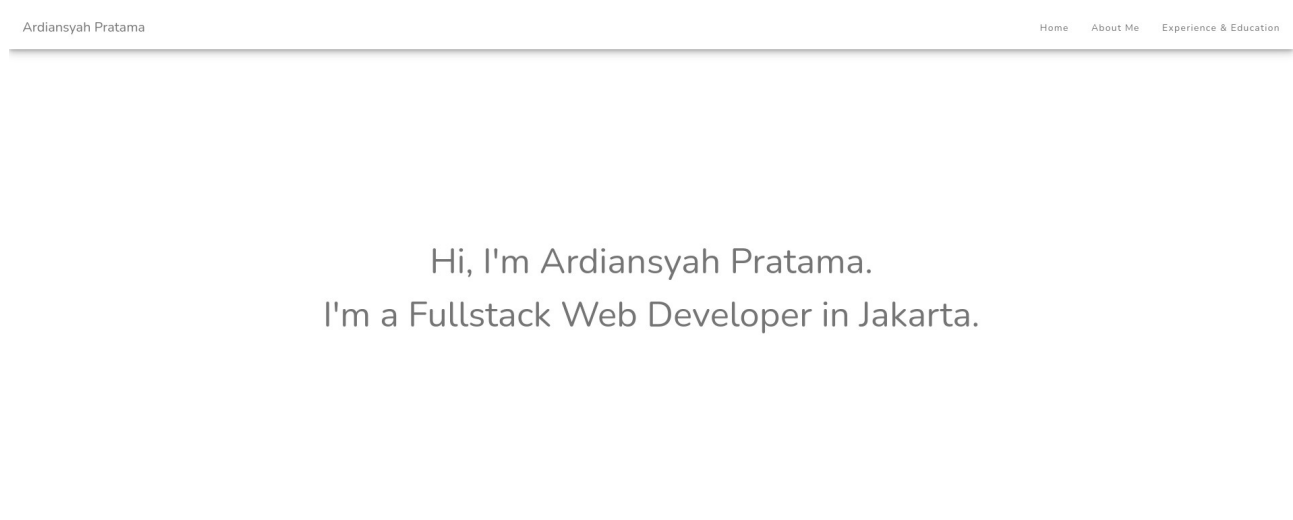 Ardiansyah Pratama
Home About Me Experience & Education
Hi, I'm Ardiansyah Pratama.
I'm a Fullstack Web Developer in Jakarta.